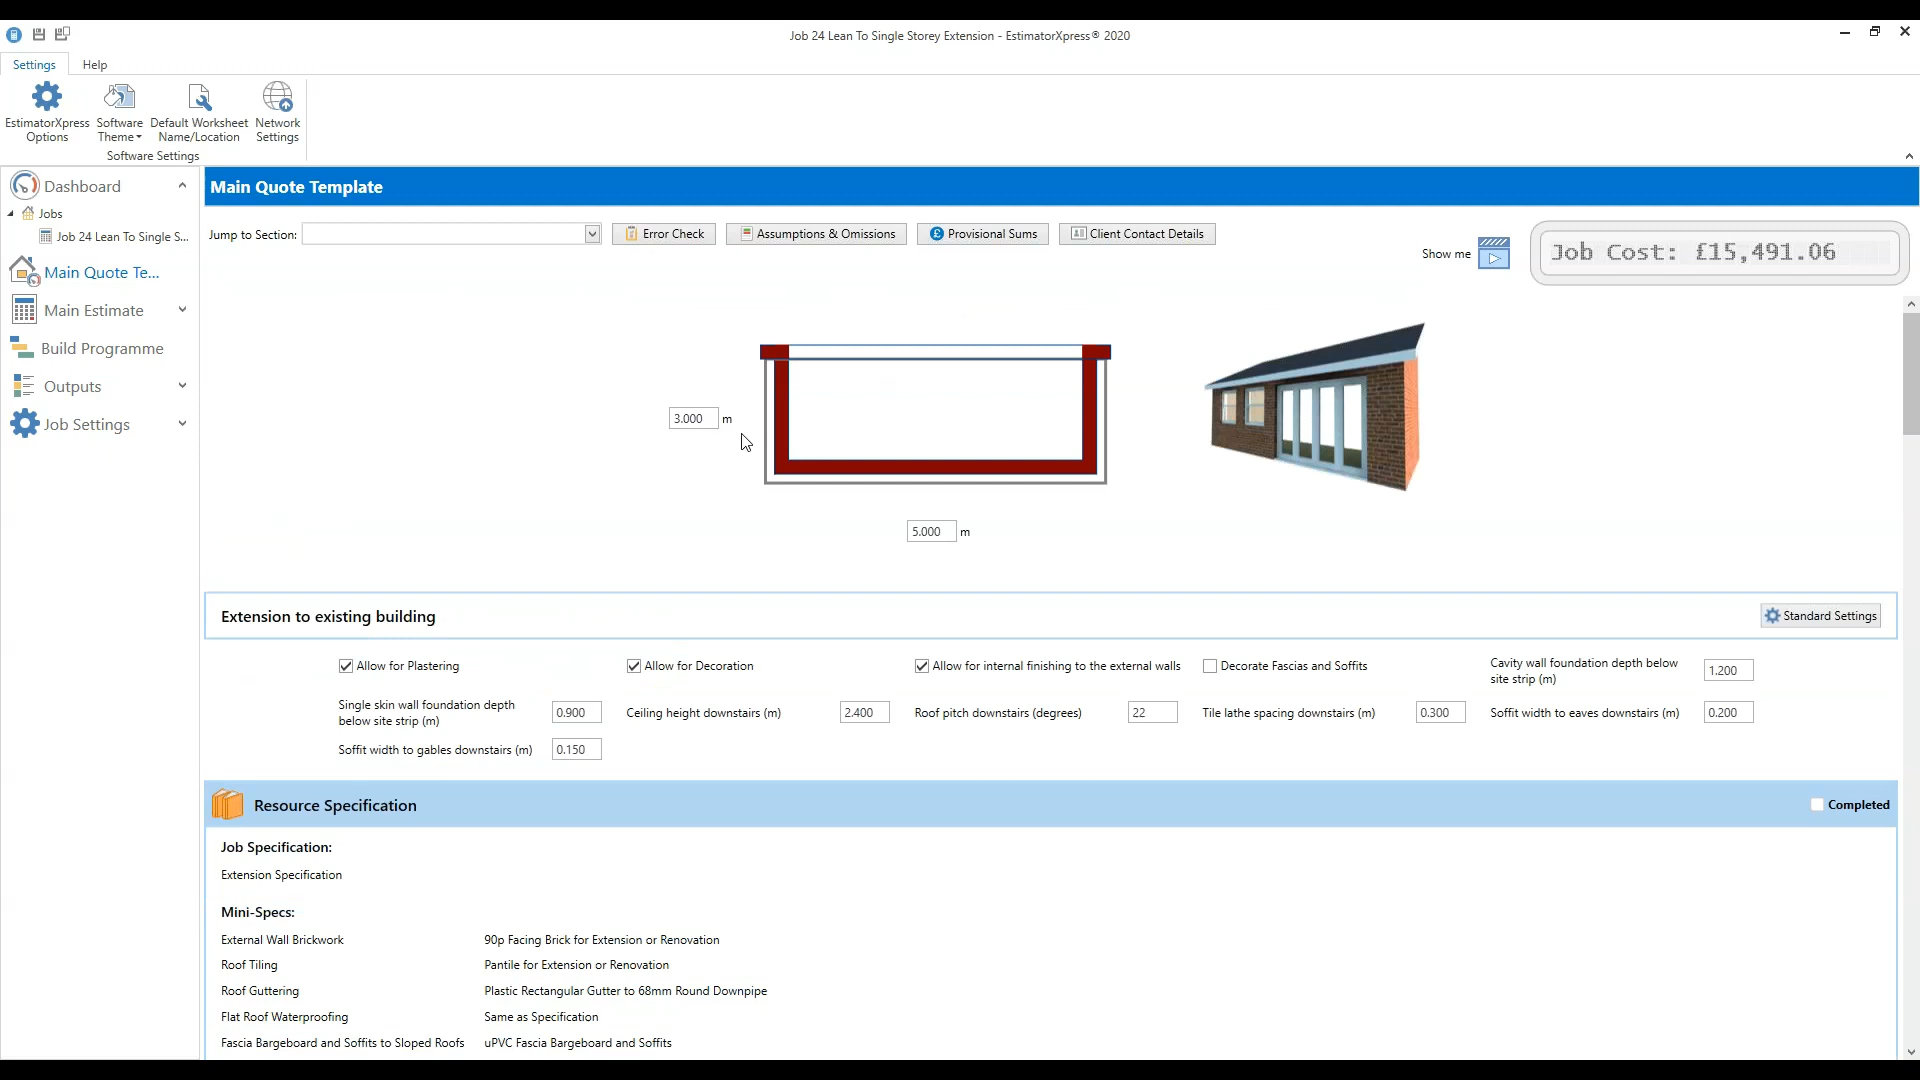 Job 24 Lean To Single Storey Extension - EstimatorXpress® 2020
Settings Help
EstimatorXpress Options
Software Theme
Default Worksheet Name/Location
Network Settings
Software Settings
Dashboard
Jobs
Job 24 Lean To Single S...
Main Quote Te...
Main Estimate
Build Programme
Outputs
Job Settings
Main Quote Template
Jump to Section: Error Check Assumptions & Omissions Provisional Sums Client Contact Details
Show me
Job Cost: £15,491.06
3.000 m
5.000 m
Extension to existing building
Standard Settings
Allow for Plastering Allow for Decoration Allow for internal finishing to the external walls Decorate Fascias and Soffits Cavity wall foundation depth below site strip (m) 1.200
Single skin wall foundation depth below site strip (m) 0.900 Ceiling height downstairs (m) 2.400 Roof pitch downstairs (degrees) 22 Tile lathe spacing downstairs (m) 0.300 Soffit width to eaves downstairs (m) 0.200
Soffit width to gables downstairs (m) 0.150
Resource Specification Completed
Job Specification:
Extension Specification
Mini-Specs:
External Wall Brickwork 90p Facing Brick for Extension or Renovation
Roof Tiling Pantile for Extension or Renovation
Roof Guttering Plastic Rectangular Gutter to 68mm Round Downpipe
Flat Roof Waterproofing Same as Specification
Fascia Bargeboard and Soffits to Sloped Roofs uPVC Fascia Bargeboard and Soffits